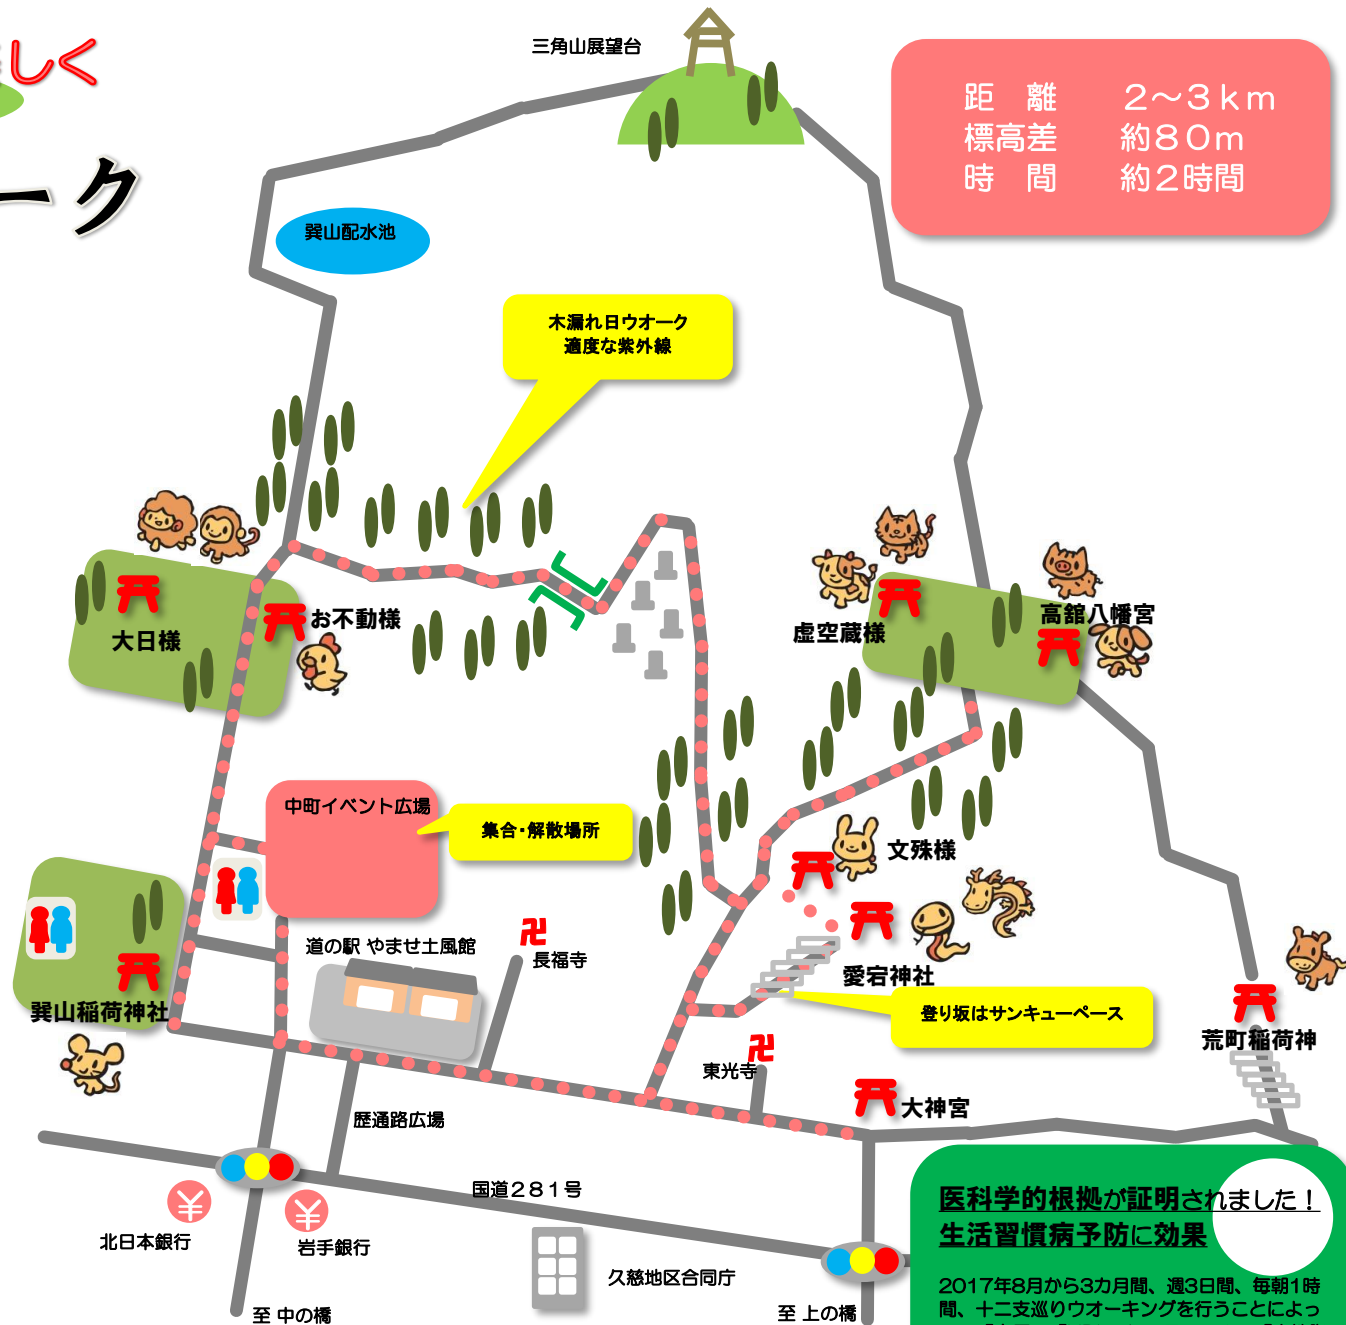 しく
ーク
三角山展望台
距　離　　２～３ｋｍ
標高差　　約８０ｍ
時　間　　約２時間
巽山配水池
木漏れ日ウオーク
適度な紫外線
お不動様
大日様
虚空蔵様
高舘八幡宮
中町イベント広場
集合・解散場所
文殊様
道の駅 やませ土風館
長福寺
愛宕神社
巽山稲荷神社
登り坂はサンキューペース
荒町稲荷神
東光寺
大神宮
歴通路広場
国道２８１号
北日本銀行
岩手銀行
久慈地区合同庁
至 中の橋
至 上の橋
医科学的根拠が証明されました！
生活習慣病予防に効果
2017年8月から3カ月間、週3日間、毎朝1時
間、十二支巡りウオーキングを行うことによっ